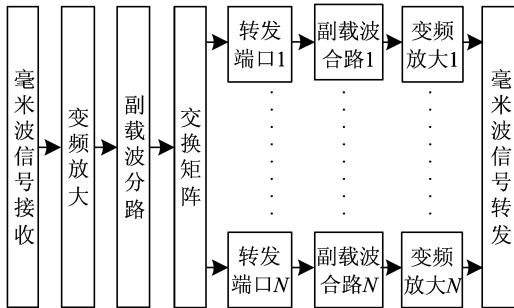 毫米波信号接收
变频放大
副载波分路
交换矩阵
转发
端口1
副载波
合路1
变频
放大1
转发
端口N
副载波
合路N
变频
放大N
毫米波信号转发